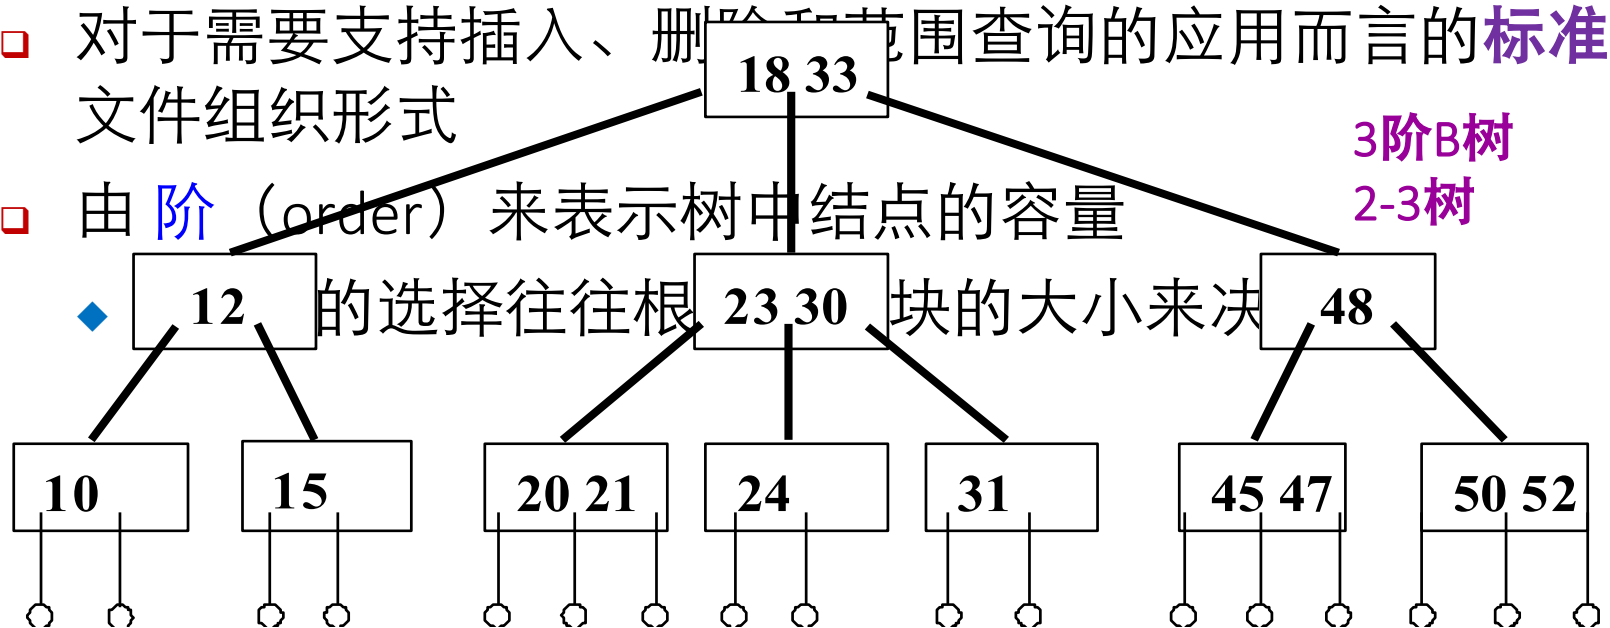 对于需要支持插入、删除和范围查询的应用而言的标准
文件组织形式
由 阶（order）来表示树中结点的容量
的选择往往根 块的大小来决
3阶B树
2-3树
18 33
12
23 30
48
10
15
20 21
24
31
45 47
50 52